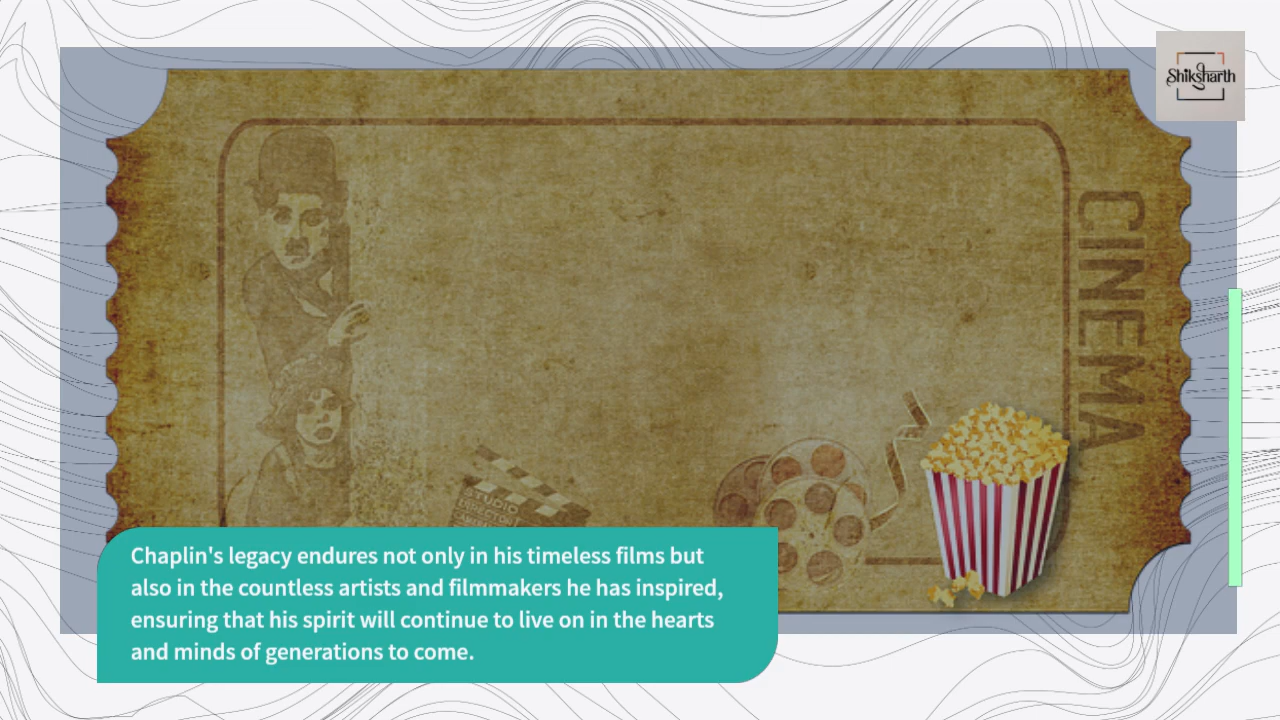 Shiksharth
CINEMA
STUDIO
DIRECTOR
Chaplin's legacy endures not only in his timeless films but
also in the countless artists and filmmakers he has inspired,
ensuring that his spirit will continue to live on in the hearts
and minds of generations to come.